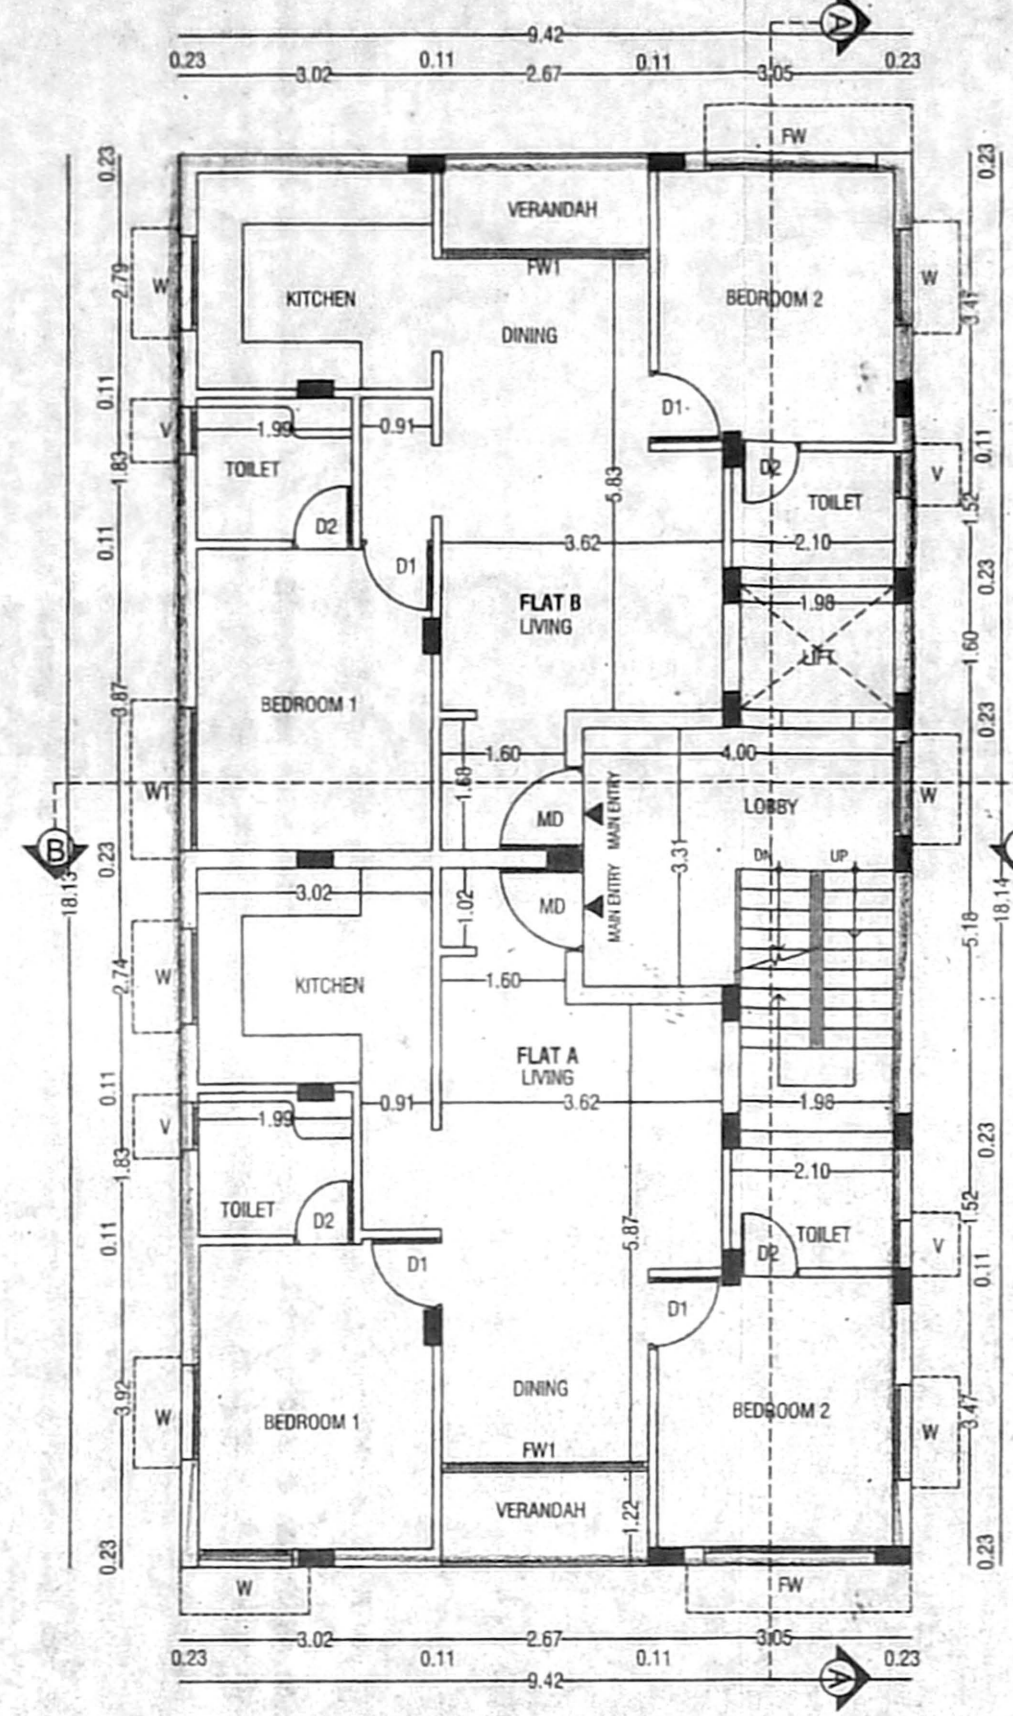 A
9.42
0.23 0.11 0.11 0.23
3.02 2.67 3.05
FW
0.23 0.23
VERANDAH
FW1
2.79 W KITCHEN BEDROOM 2 W 3.47
DINING
0.11 D1
V 1.99 0.91 0.11
1.83 TOILET D2 V
5.83
D2 TOILET 1.52
0.11 3.62 2.10
D1 0.23
FLAT B 1.98
LIVING
LIFT 1.60
3.87 BEDROOM 1
0.23
1.60 4.00
1.68
W1 MD MAIN ENTRY LOBBY W
B 0.23 DN UP
3.31
18.13 3.02 1.02 MD MAIN ENTRY 18.14
5.18
2.74 W KITCHEN 1.60
FLAT A
LIVING
0.11 0.91 3.62 1.98
V 1.99 0.23
1.83 2.10
TOILET D2 1.52
0.11 5.87 D2 TOILET V
D1 0.11
D1
3.92 DINING
W BEDROOM 1 BEDROOM 2 W 3.47
FW1
VERANDAH 1.22
0.23 0.23
W FW
3.02 2.67 3.05
0.23 0.11 0.11 0.23
9.42
A